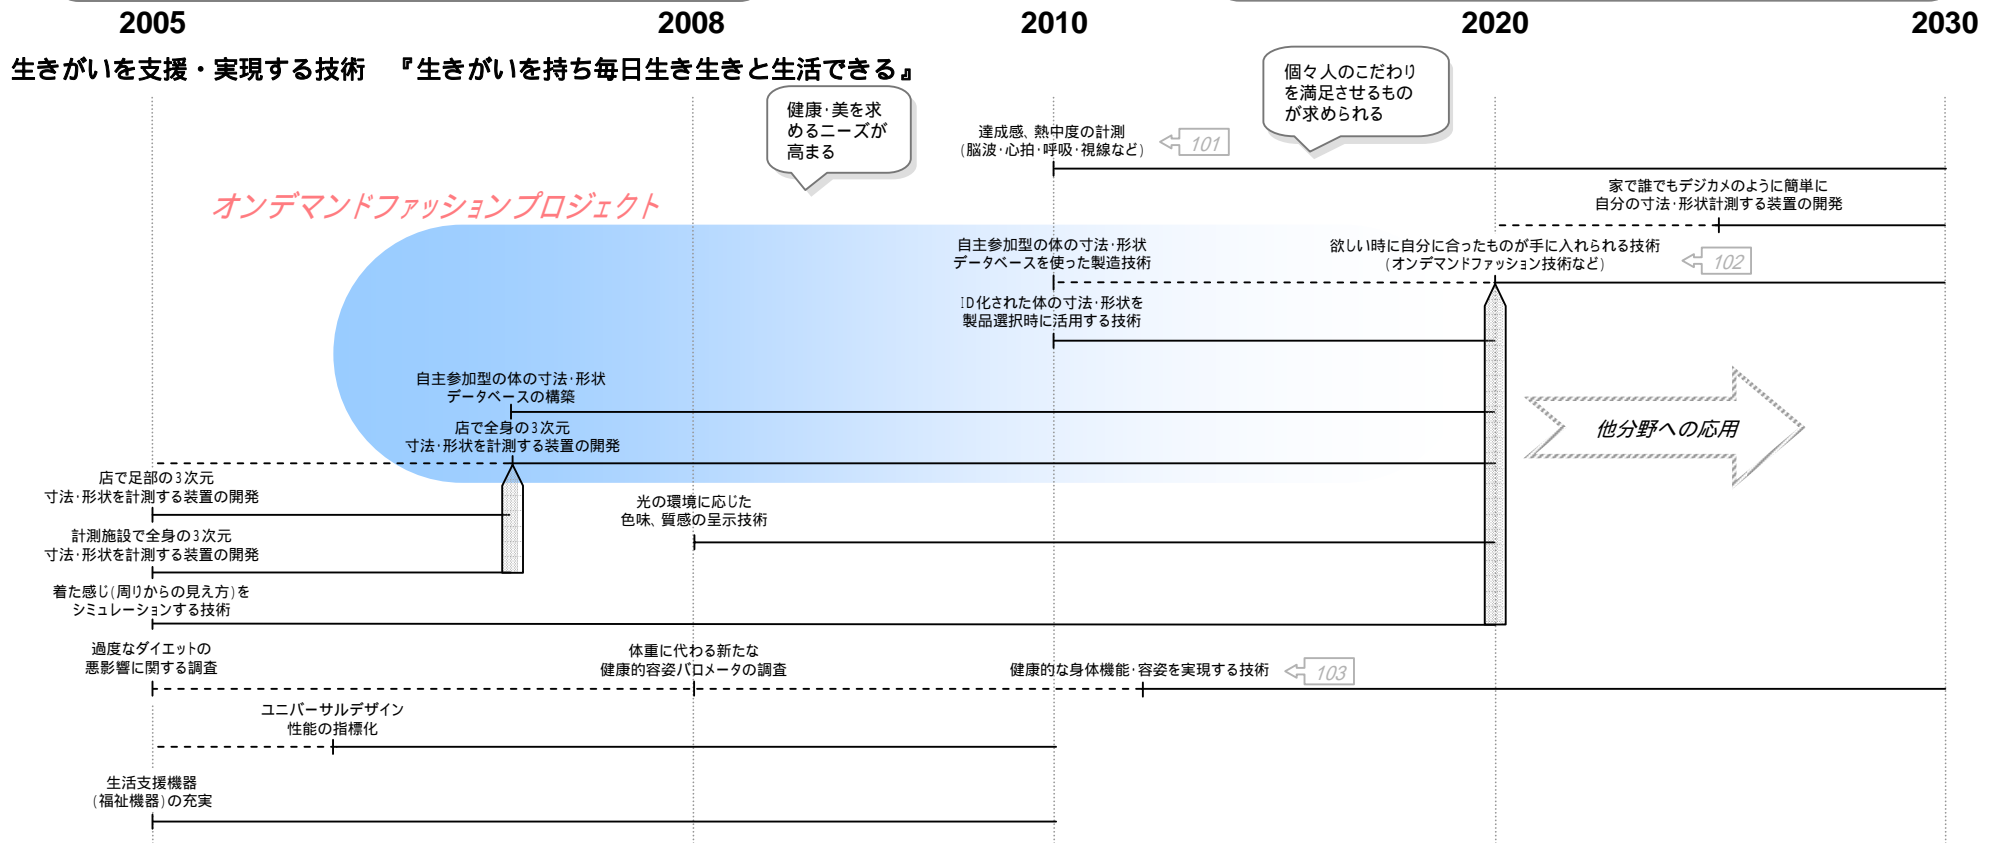 2005 2008 2010 2020 2030
生きがいを支援・実現する技術 『生きがいを持ち毎日生き生きと生活できる』
健康・美を求
めるニーズが
高まる
個々人のこだわり
を満足させるもの
が求められる
達成感、熱中度の計測
(脳波・心拍・呼吸・視線など)
101
家で誰でもデジカメのように簡単に
自分の寸法・形状計測する装置の開発
オンデマンドファッションプロジェクト
自主参加型の体の寸法・形状
データベースを使った製造技術
欲しい時に自分に合ったものが手に入れられる技術
(オンデマンドファッション技術など)
102
ID化された体の寸法・形状を
製品選択時に活用する技術
自主参加型の体の寸法・形状
データベースの構築
店で全身の3次元
寸法・形状を計測する装置の開発
他分野への応用
店で足部の3次元
寸法・形状を計測する装置の開発
光の環境に応じた
色味、質感の呈示技術
計測施設で全身の3次元
寸法・形状を計測する装置の開発
着た感じ(周りからの見え方)を
シミュレーションする技術
過度なダイエットの
悪影響に関する調査
体重に代わる新たな
健康的容姿バロメータの調査
健康的な身体機能・容姿を実現する技術
103
ユニバーサルデザイン
性能の指標化
生活支援機器
(福祉機器)の充実